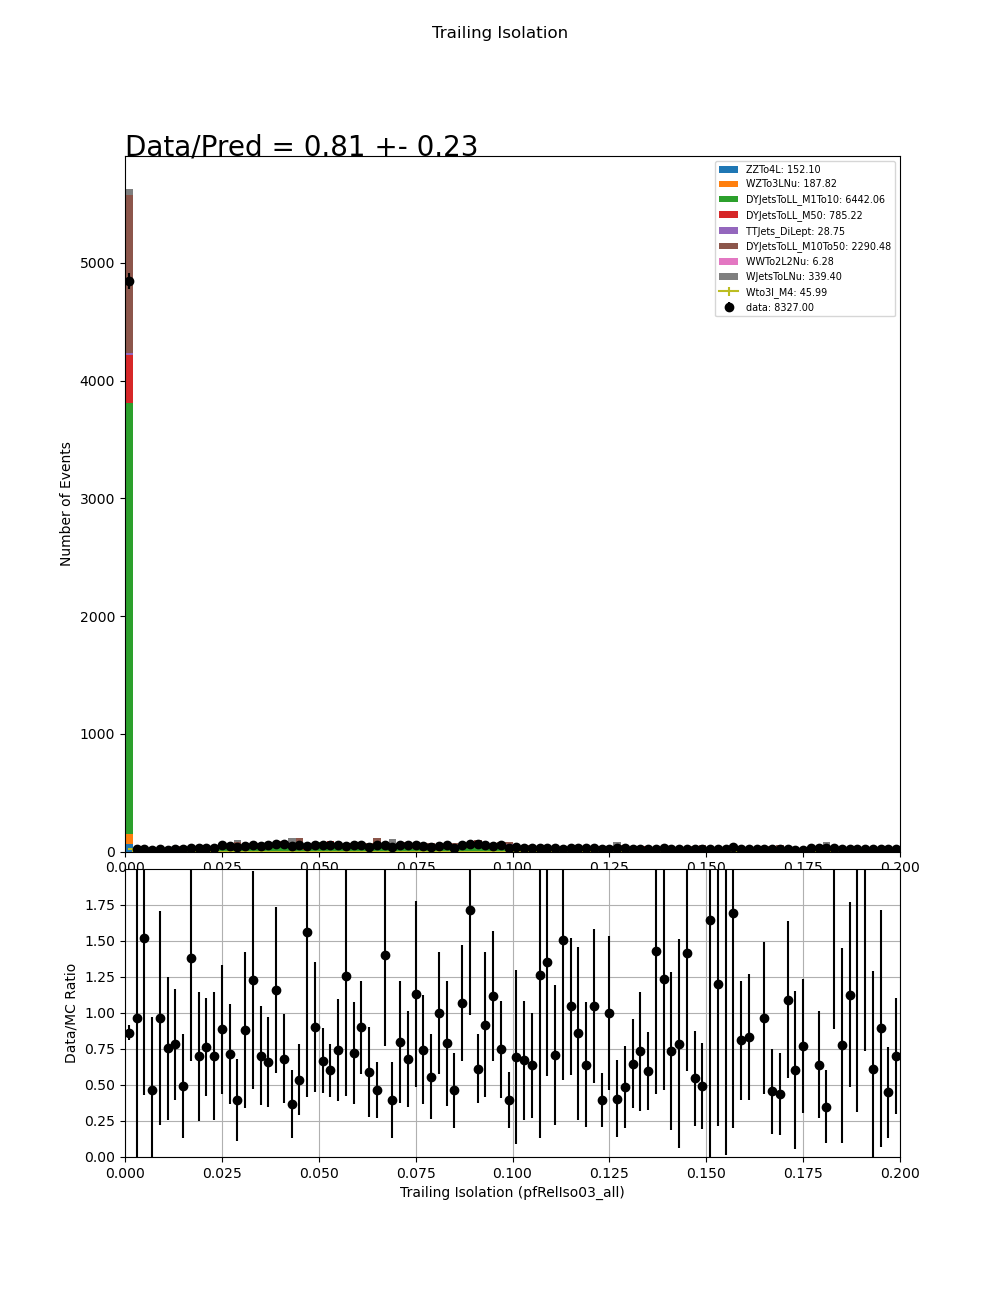 Trailing Isolation
Data/Pred = 0.81 +- 0.23
ZZTo4L: 152.10
WZTo3LNu: 187.82
DYJetsToLL_M1To10: 6442.06
DYJetsToLL_M50: 785.22
TTJets_DiLept: 28.75
DYJetsToLL_M10To50: 2290.48
WWTo2L2Nu: 6.28
WJetsToLNu: 339.40
Wto3l_M4: 45.99
data: 8327.00
Number of Events
5000
4000
3000
2000
1000
0
0.000 0.025 0.050 0.075 0.100 0.125 0.150 0.175 0.200
Data/MC Ratio
1.75
1.50
1.25
1.00
0.75
0.50
0.25
0.00
0.000 0.025 0.050 0.075 0.100 0.125 0.150 0.175 0.200
Trailing Isolation (pfRelIso03_all)